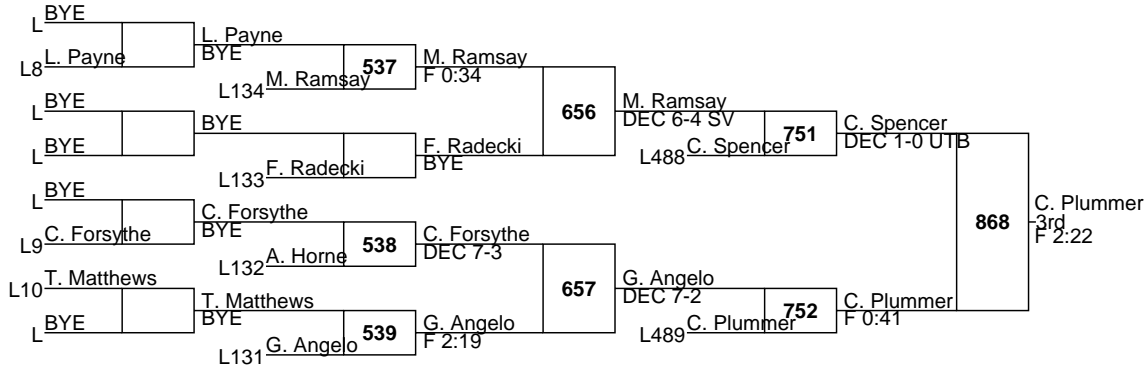 L BYE
L8 L. Payne
L. Payne
BYE
537
L134 M. Ramsay
M. Ramsay
F 0:34
L BYE
L BYE
BYE
L133 F. Radecki
F. Radecki
BYE
656
M. Ramsay
DEC 6-4 SV
751
L488 C. Spencer
C. Spencer
DEC 1-0 UTB
L BYE
L9 C. Forsythe
C. Forsythe
BYE
538
L132 A. Horne
C. Forsythe
DEC 7-3
L10 T. Matthews
L BYE
T. Matthews
BYE
539
L131 G. Angelo
G. Angelo
F 2:19
657
G. Angelo
DEC 7-2
752
L489 C. Plummer
C. Plummer
F 0:41
868
C. Plummer
3rd
F 2:22